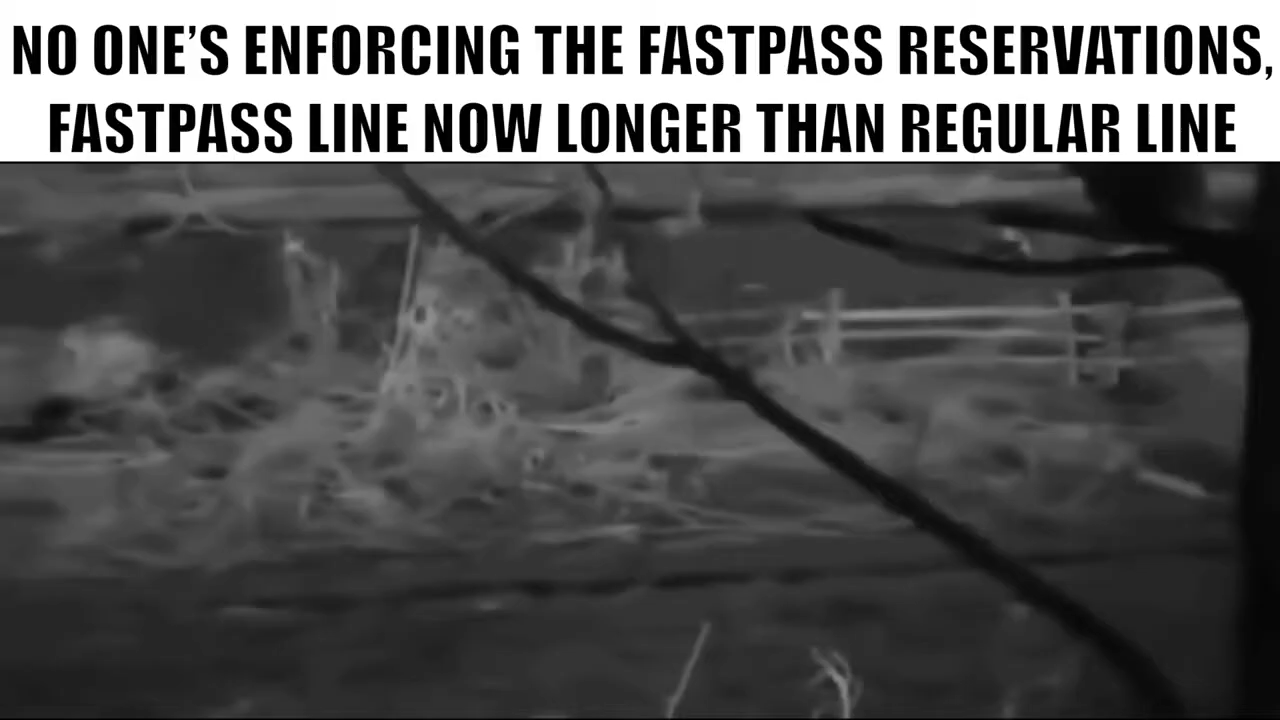 NO ONE'S ENFORCING THE FASTPASS RESERVATIONS,
FASTPASS LINE NOW LONGER THAN REGULAR LINE